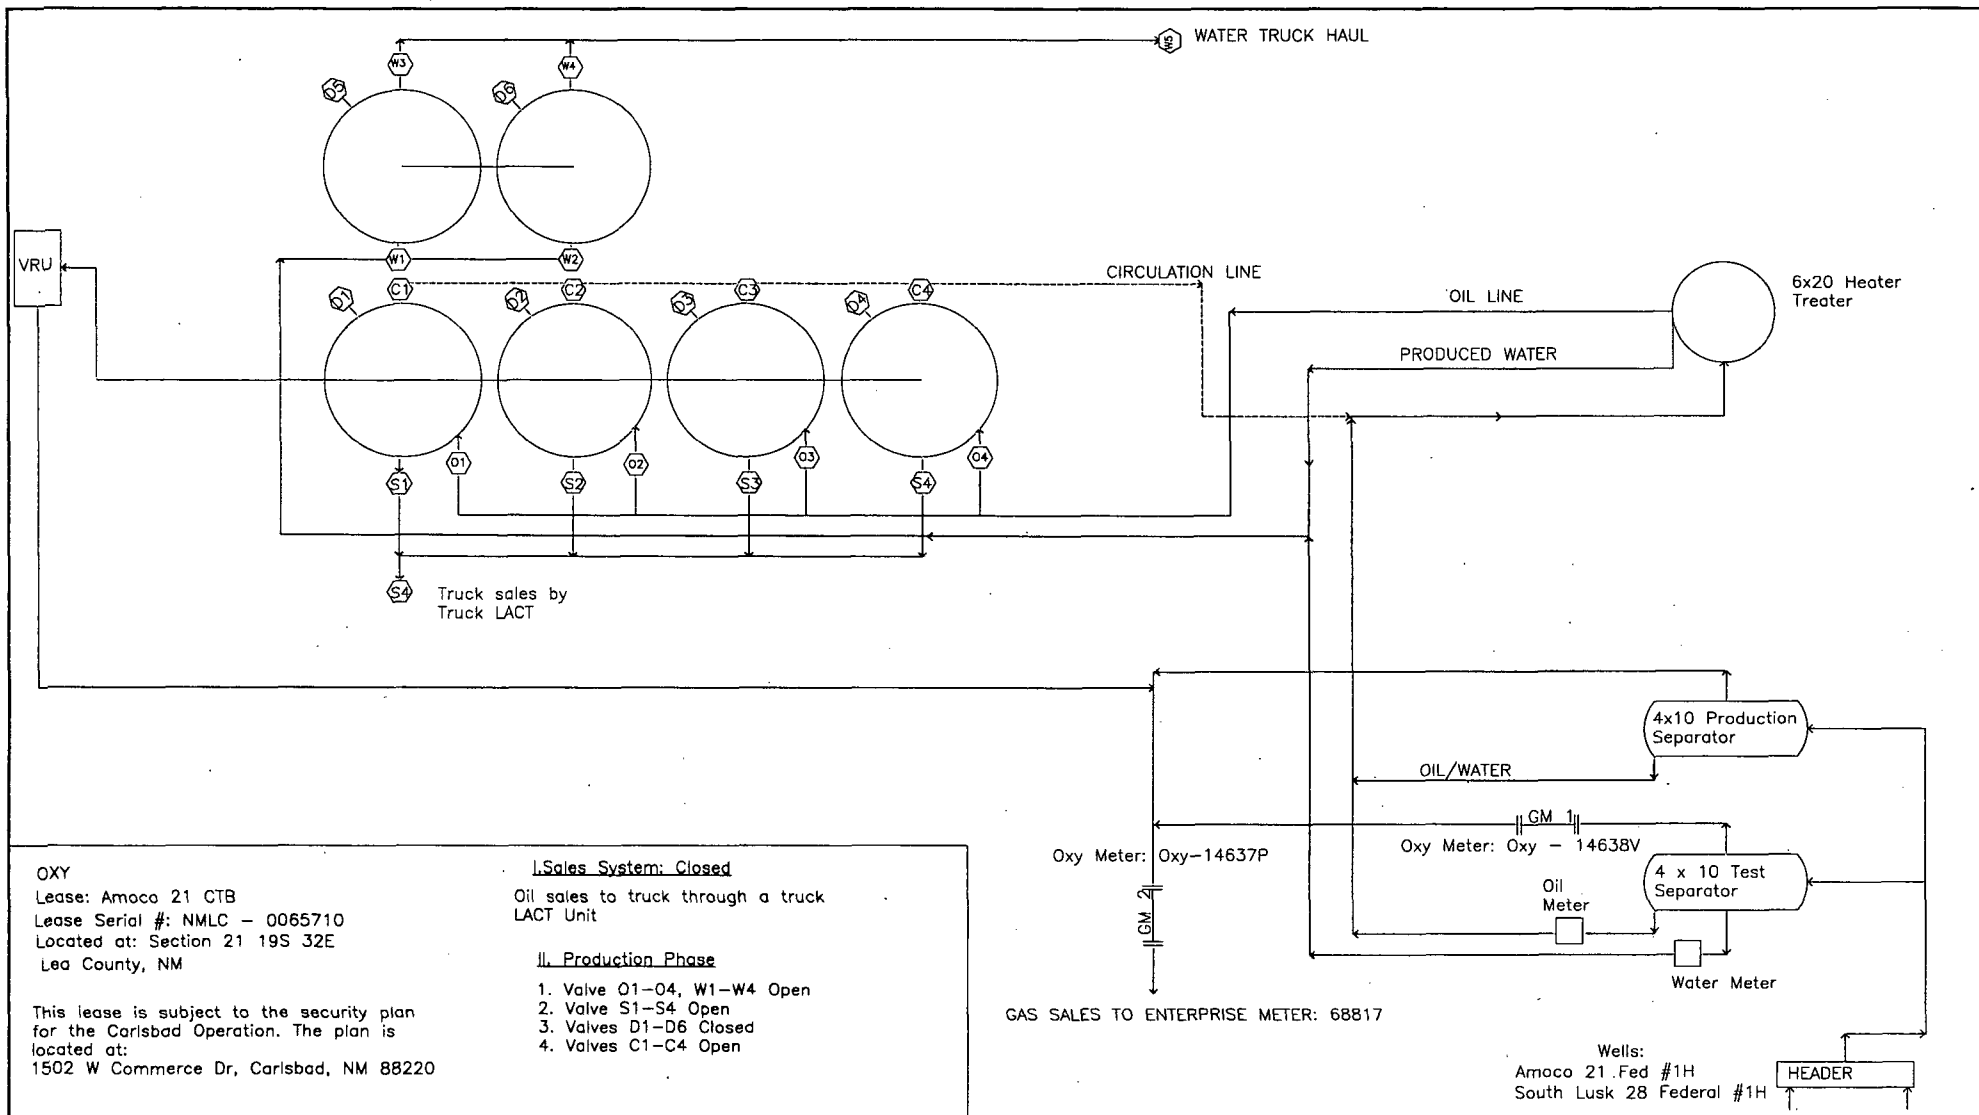 W3
W4
W5
WATER TRUCK HAUL
D5
D6
VRU
W1
W2
C1
C2
C3
C4
CIRCULATION LINE
D1
D2
D3
D4
OIL LINE
6x20 Heater
Treater
PRODUCED WATER
O1
O2
O3
O4
S1
S2
S3
S4
S4
Truck sales by
Truck LACT
4x10 Production
Separator
OIL/WATER
GM 1
Oxy Meter: Oxy-14637P
Oxy Meter: Oxy - 14638V
4 x 10 Test
Separator
Oil
Meter
GM 2
Water Meter
GAS SALES TO ENTERPRISE METER: 68817
Wells:
Amoco 21 Fed #1H
South Lusk 28 Federal #1H
HEADER
OXY
Lease: Amoco 21 CTB
Lease Serial #: NMLC - 0065710
Located at: Section 21 19S 32E
Lea County, NM
This lease is subject to the security plan
for the Carlsbad Operation. The plan is
located at:
1502 W Commerce Dr, Carlsbad, NM 88220
I.Sales System: Closed
Oil sales to truck through a truck
LACT Unit
II. Production Phase
1. Valve O1-O4, W1-W4 Open
2. Valve S1-S4 Open
3. Valves D1-D6 Closed
4. Valves C1-C4 Open